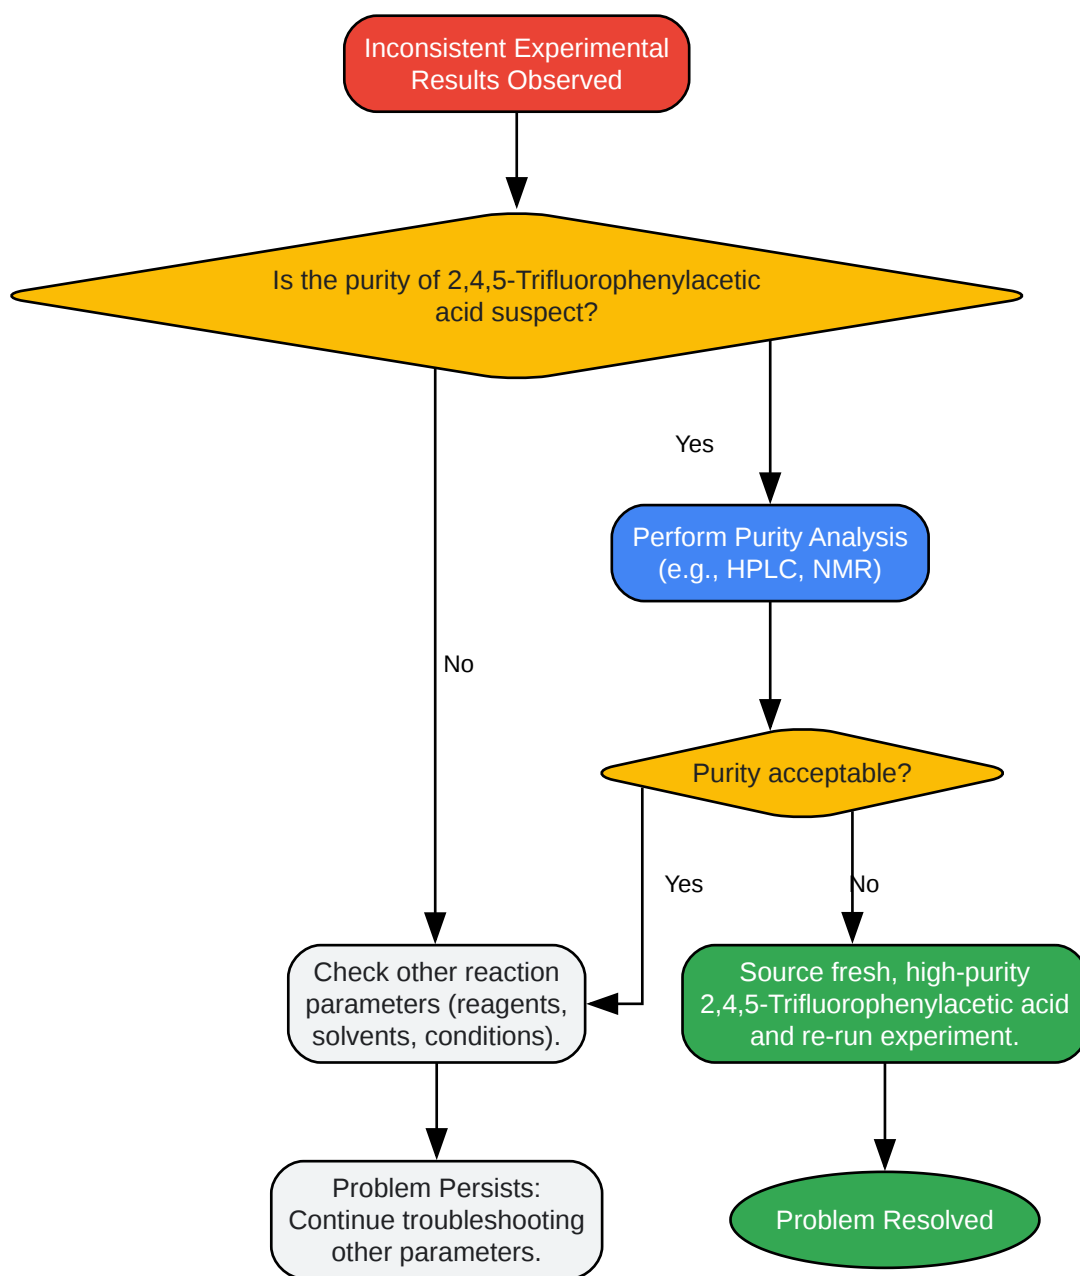 Inconsistent Experimental
Results Observed
Is the purity of 2,4,5-Trifluorophenylacetic
acid suspect?
Yes
Perform Purity Analysis
(e.g., HPLC, NMR)
No
Purity acceptable?
Yes
No
Check other reaction
parameters (reagents,
solvents, conditions).
Source fresh, high-purity
2,4,5-Trifluorophenylacetic acid
and re-run experiment.
Problem Persists:
Continue troubleshooting
other parameters.
Problem Resolved